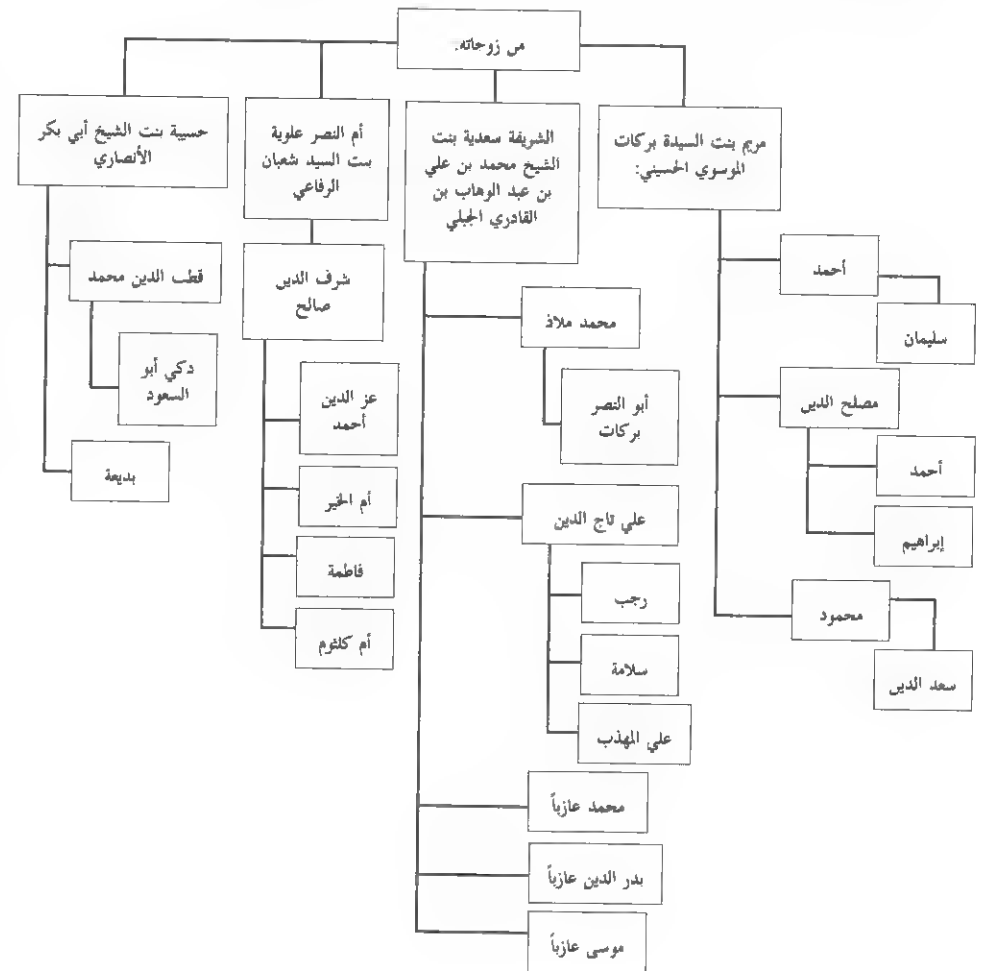 من زوجاته.
مريم بنت السيدة بركات
الموسوي الحسيني:
أحمد
سليمان
مصلح الدين
أحمد
إبراهيم
محمود
سعد الدين
الشريفة سعدية بنت
الشيخ محمد بن علي
بن عبد الوهاب بن
القادري الجبلي
محمد ملاذ
أبو النصر
بركات
علي تاج الدين
رجب
سلامة
علي المهذب
محمد عازباً
بدر الدين عازباً
موسى عازباً
أم النصر علوية
بنت السيد شعبان
الرفاعي
شرف الدين
صالح
عز الدين
أحمد
أم الخير
فاطمة
أم كلثوم
حسيبة بنت الشيخ أبي بكر
الأنصاري
قطب الدين محمد
دكي أبو
السعود
بديعة